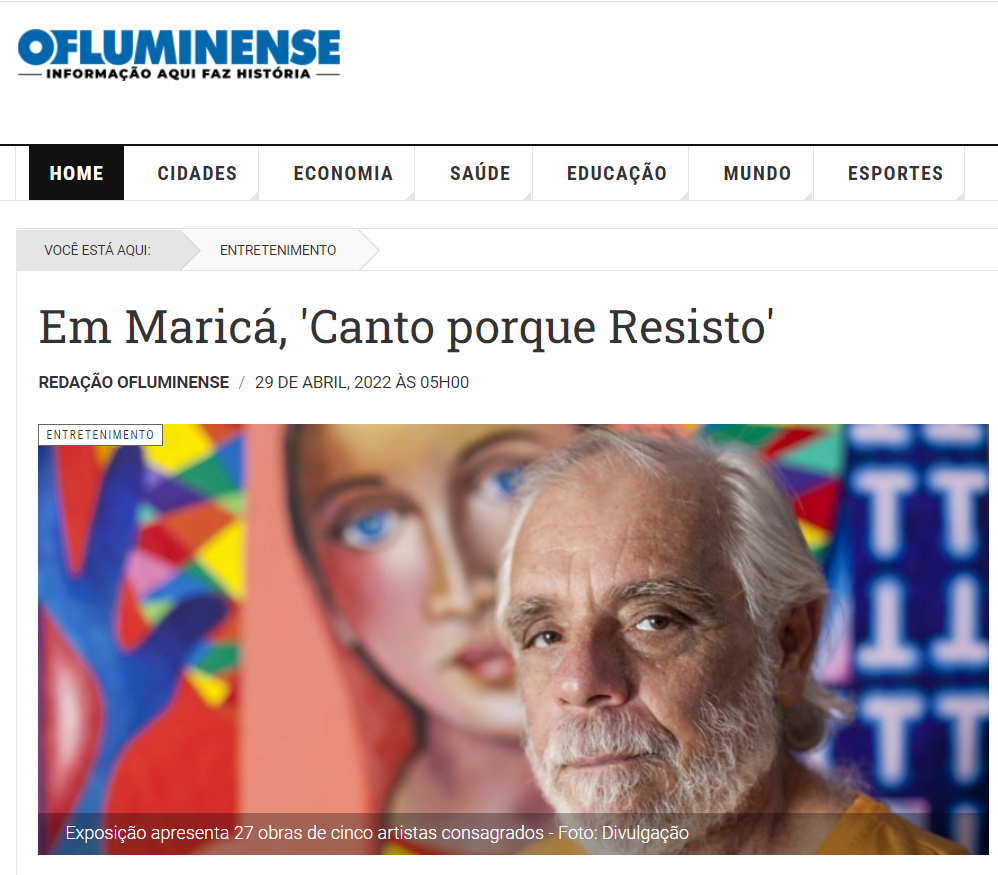 OFLUMINENSE
INFORMAÇÃO AQUI FAZ HISTÓRIA
HOME CIDADES ECONOMIA SAÚDE EDUCAÇÃO MUNDO ESPORTES
VOCÊ ESTÁ AQUI: ENTRETENIMENTO
Em Maricá, 'Canto porque Resisto'
REDAÇÃO OFLUMINENSE / 29 DE ABRIL, 2022 ÀS 05H00
ENTRETENIMENTO
Exposição apresenta 27 obras de cinco artistas consagrados - Foto: Divulgação